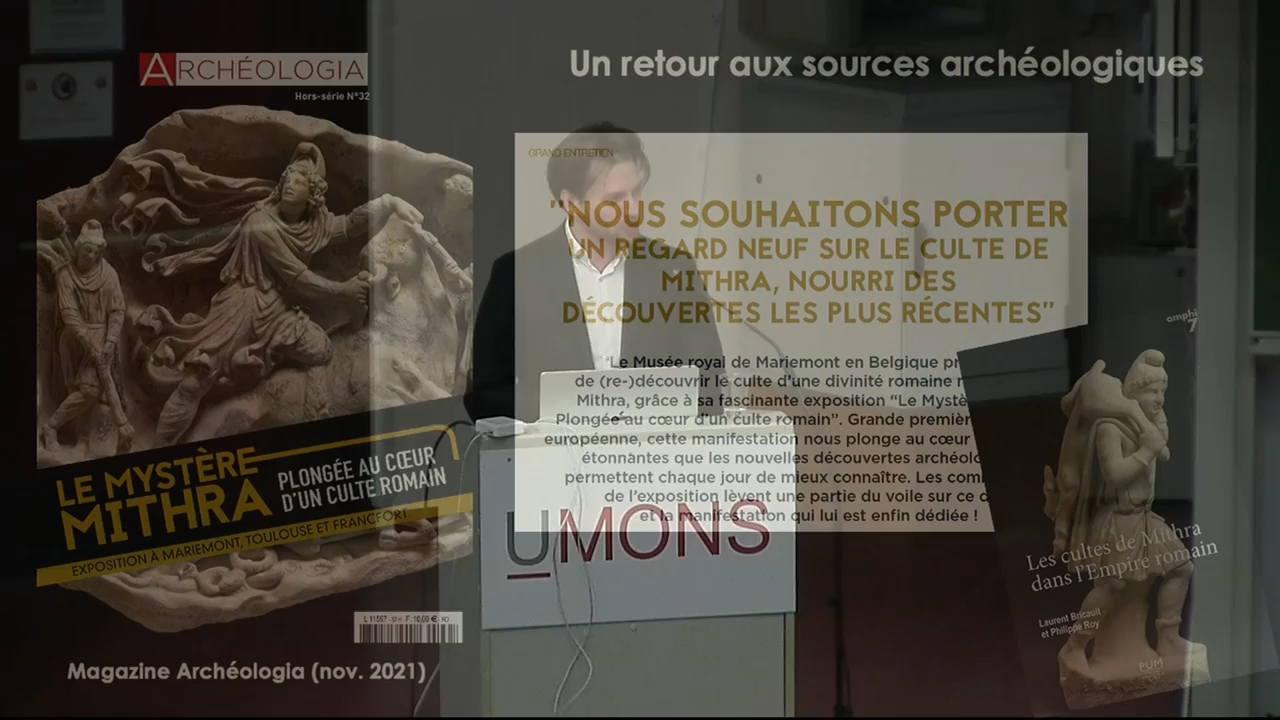 ARCHÉOLOGIA
Hors-série N°32
Un retour aux sources archéologiques
GRAND ENTRETIEN
"NOUS SOUHAITONS PORTER
UN REGARD NEUF SUR LE CULTE DE
MITHRA, NOURRI DES
DÉCOUVERTES LES PLUS RÉCENTES"
Le Musée royal de Mariemont en Belgique
de (re-)découvrir le culte d'une divinité romaine
Mithra, grâce à sa fascinante exposition "Le
Plongée au cœur d'un culte romain". Grande
européenne, cette manifestation nous plonge au cœur
étonnantes que les nouvelles découvertes
permettent chaque jour de mieux connaître. Les
de l'exposition lèvent une partie du voile sur ce
et la manifestation qui lui est enfin dédiée !
LE MYSTÈRE
MITHRA
PLONGÉE AU CŒUR
D'UN CULTE ROMAIN
EXPOSITION À MARIEMONT, TOULOUSE ET FRANCFORT
Magazine Archéologia (nov. 2021)
UMONS
amphi
7
Les cultes de Mithra
dans l'Empire romain
Laurent Bricault
et Philippe Roy
PUM